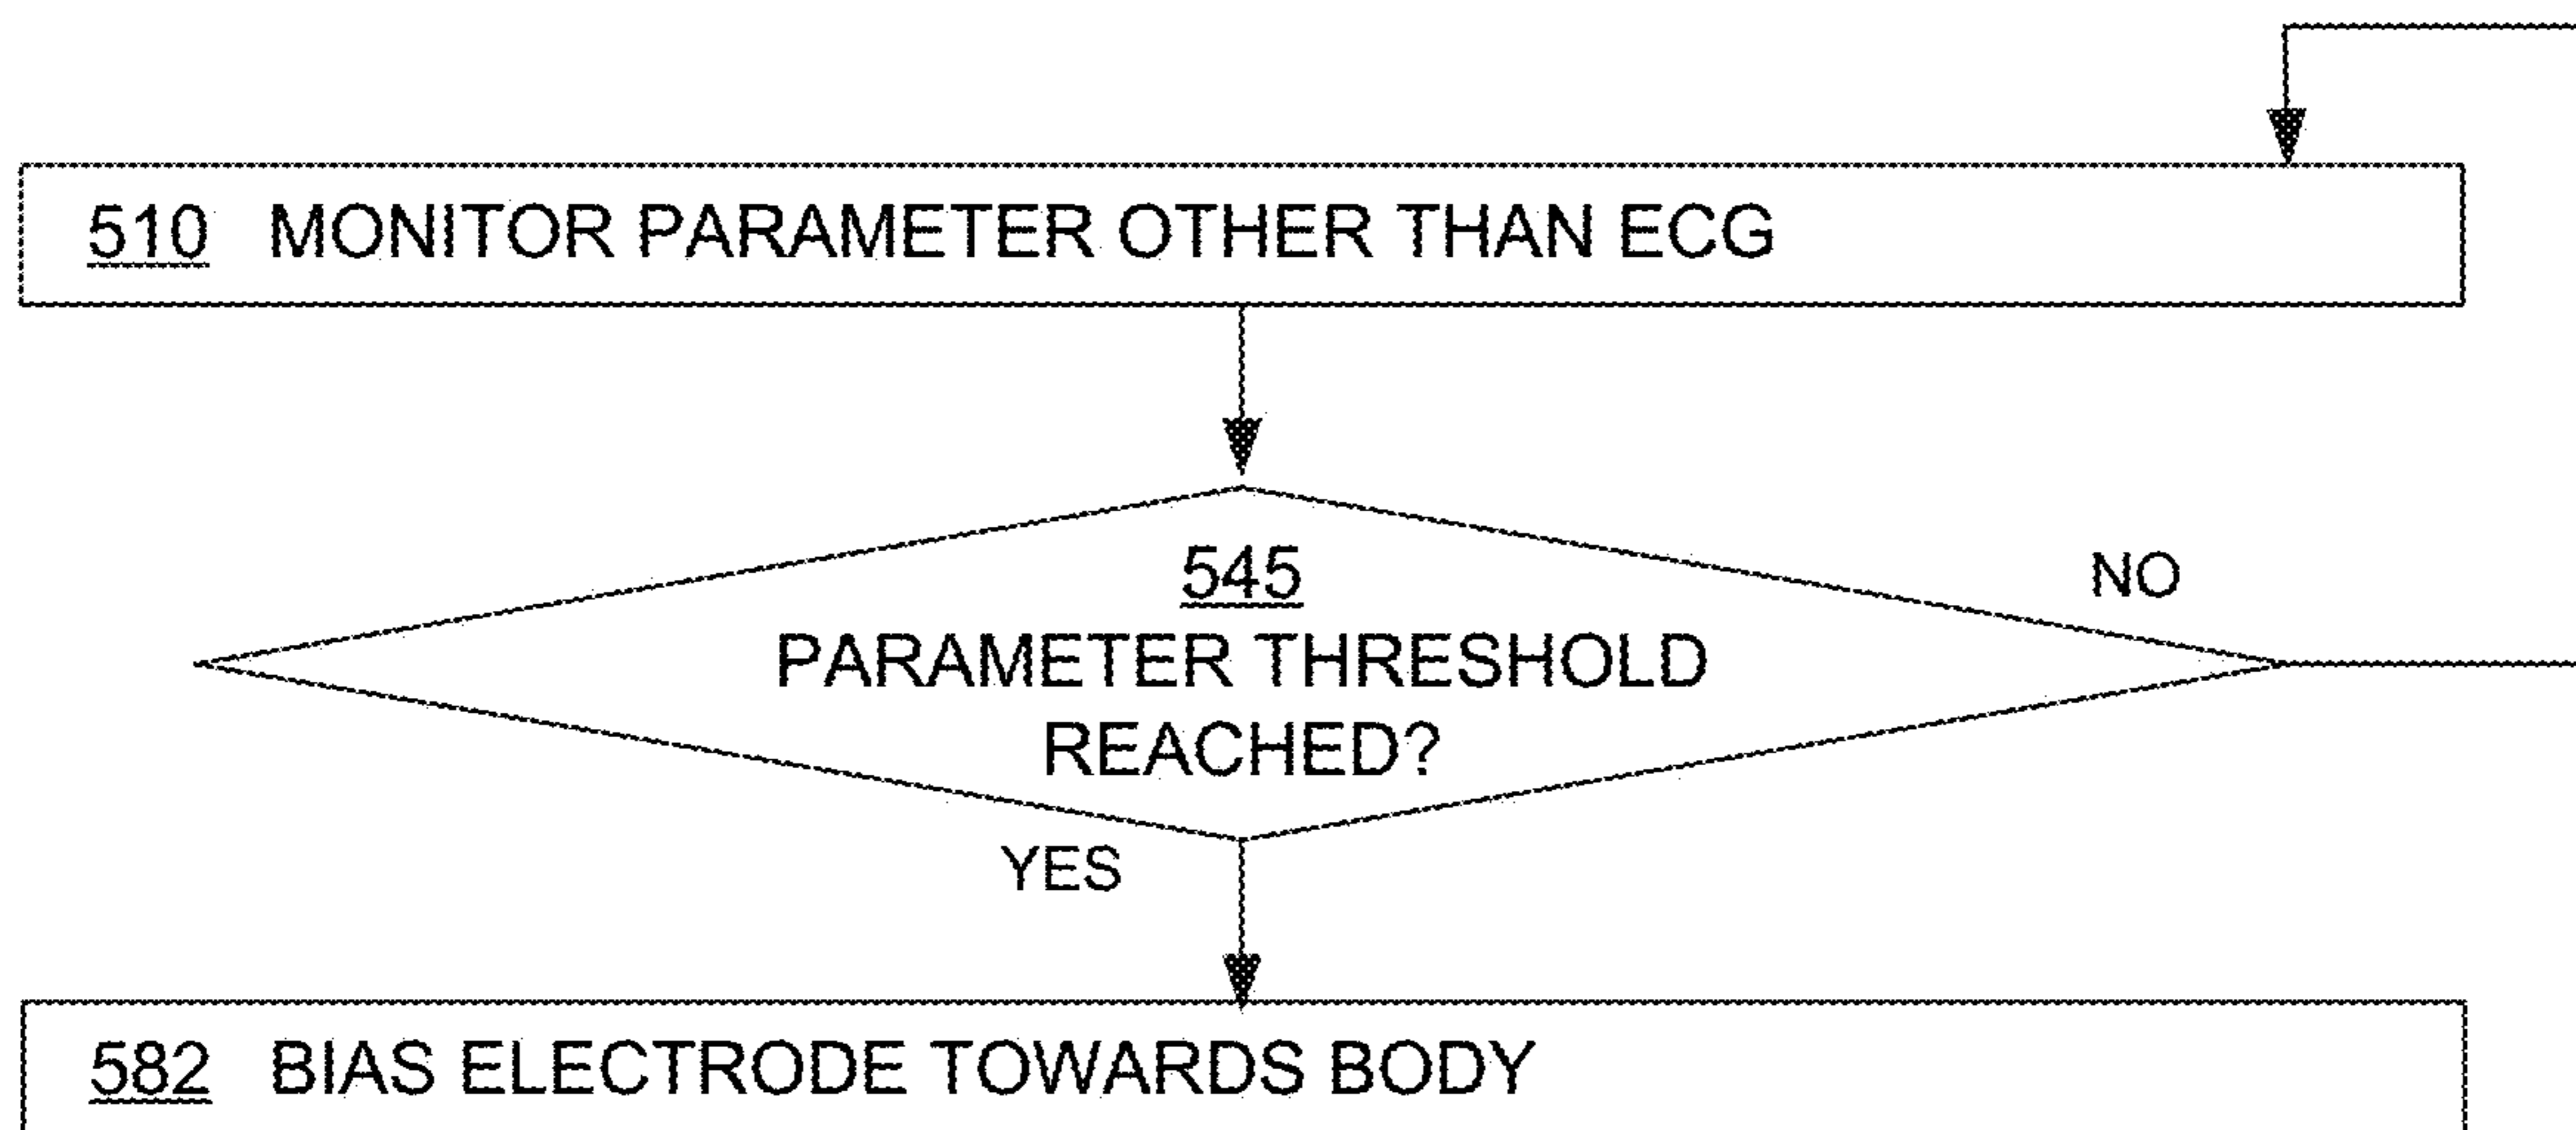 510 MONITOR PARAMETER OTHER THAN ECG
545
NO
PARAMETER THRESHOLD
REACHED?
YES
582 BIAS ELECTRODE TOWARDS BODY